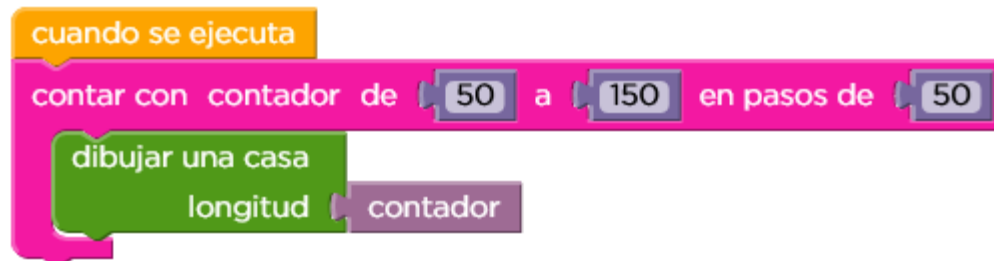 cuando se ejecuta
contar con contador de 50 a 150 en pasos de 50
dibujar una casa
longitud contador